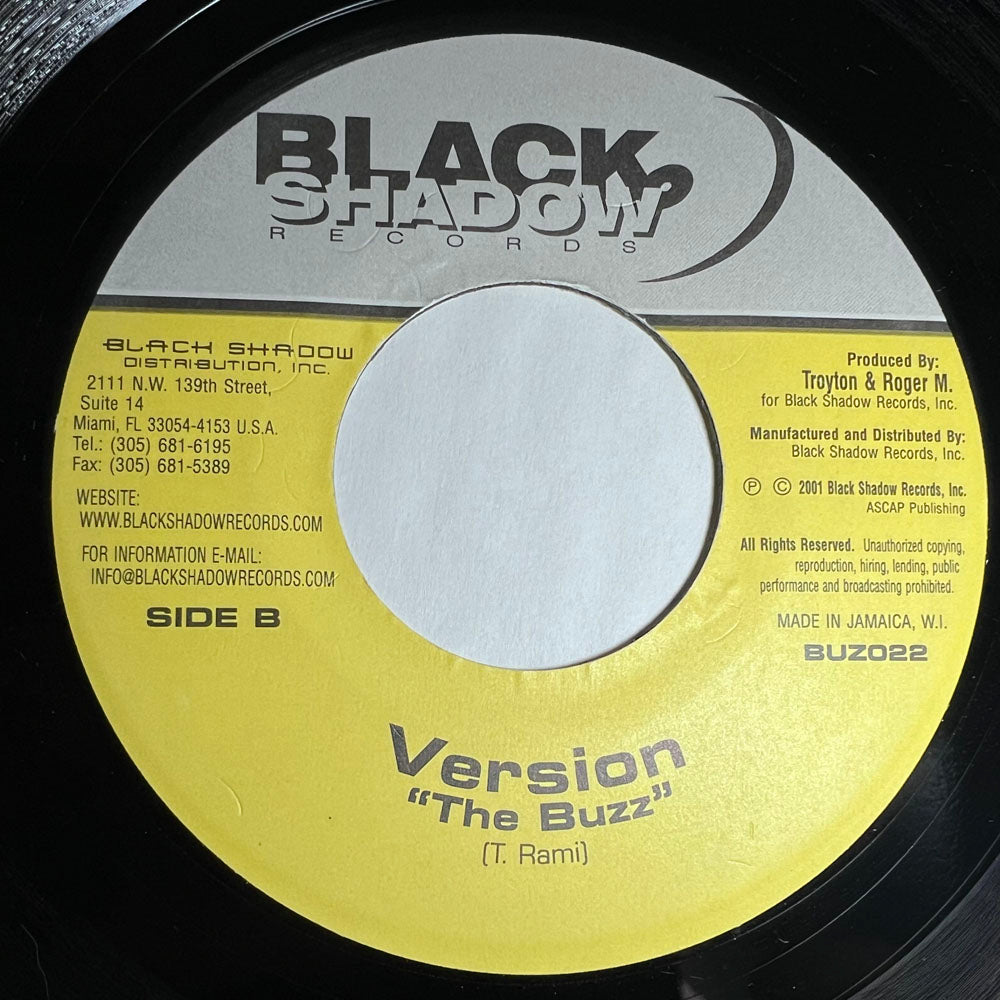 BLACK
SHADOW
RECORDS
BLACK SHADOW
DISTRIBUTION, INC.
2111 N.W. 139th Street,
Suite 14
Miami, FL 33054-4153 U.S.A.
Tel.: (305) 681-6195
Fax: (305) 681-5389
WEBSITE:
WWW.BLACKSHADOWRECORDS.COM
FOR INFORMATION E-MAIL:
INFO@BLACKSHADOWRECORDS.COM
SIDE B
Produced By:
Troyton & Roger M.
for Black Shadow Records, Inc.
Manufactured and Distributed By:
Black Shadow Records, Inc.
℗ © 2001 Black Shadow Records, Inc.
ASCAP Publishing
All Rights Reserved. Unauthorized copying,
reproduction, hiring, lending, public
performance and broadcasting prohibited.
MADE IN JAMAICA, W.I.
BUZ022
Version
"The Buzz"
(T. Rami)